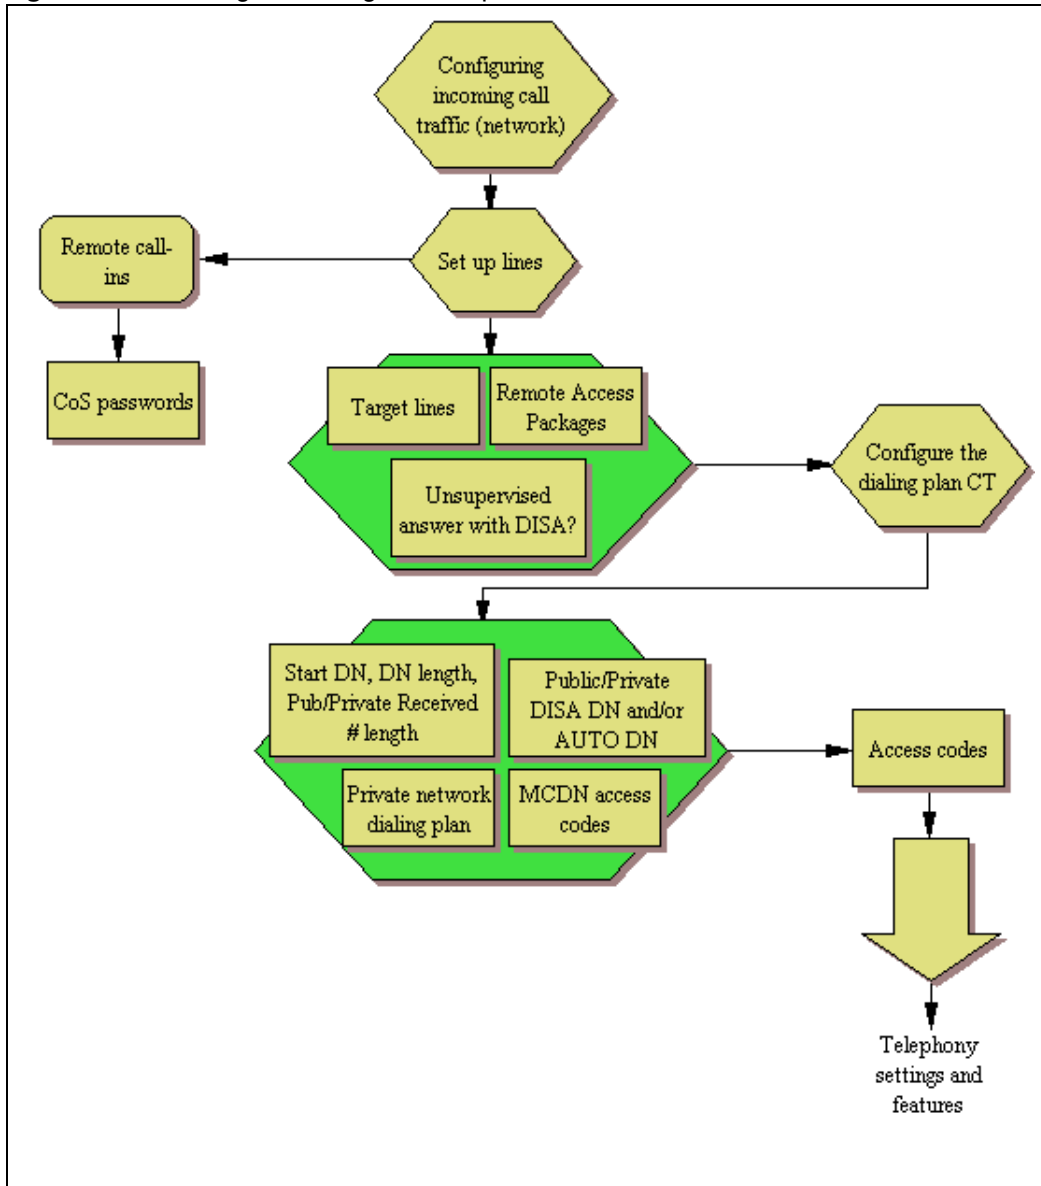 Configuring
incoming call
traffic (network)
Remote call-
ins
Set up lines
CoS passwords
Target lines
Remote Access
Packages
Unsupervised
answer with DISA?
Configure the
dialing plan CT
Start DN, DN length,
Pub/Private Received
# length
Public/Private
DISA DN and/or
AUTO DN
Private network
dialing plan
MCDN access
codes
Access codes
Telephony
settings and
features